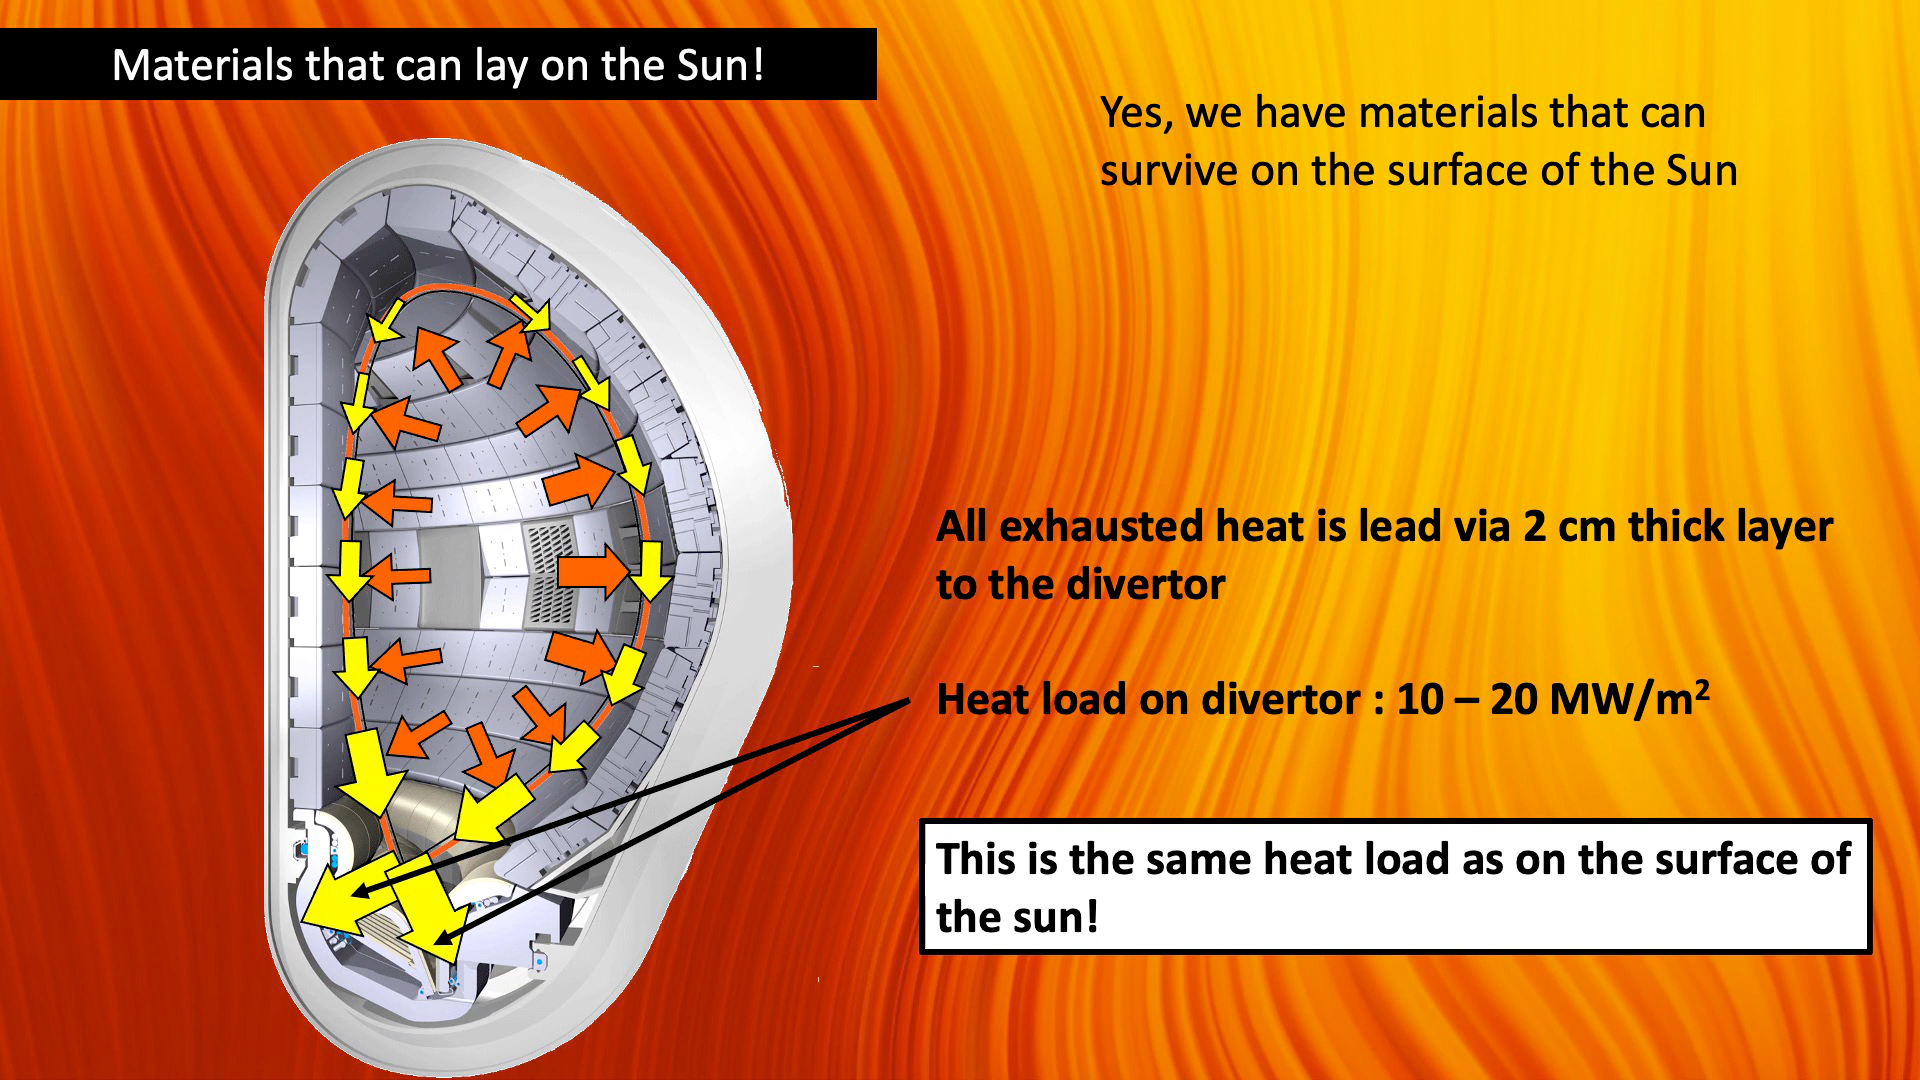 Materials that can lay on the Sun!
Yes, we have materials that can
survive on the surface of the Sun
All exhausted heat is lead via 2 cm thick layer
to the divertor
Heat load on divertor : 10 – 20 MW/m²
This is the same heat load as on the surface of
the sun!